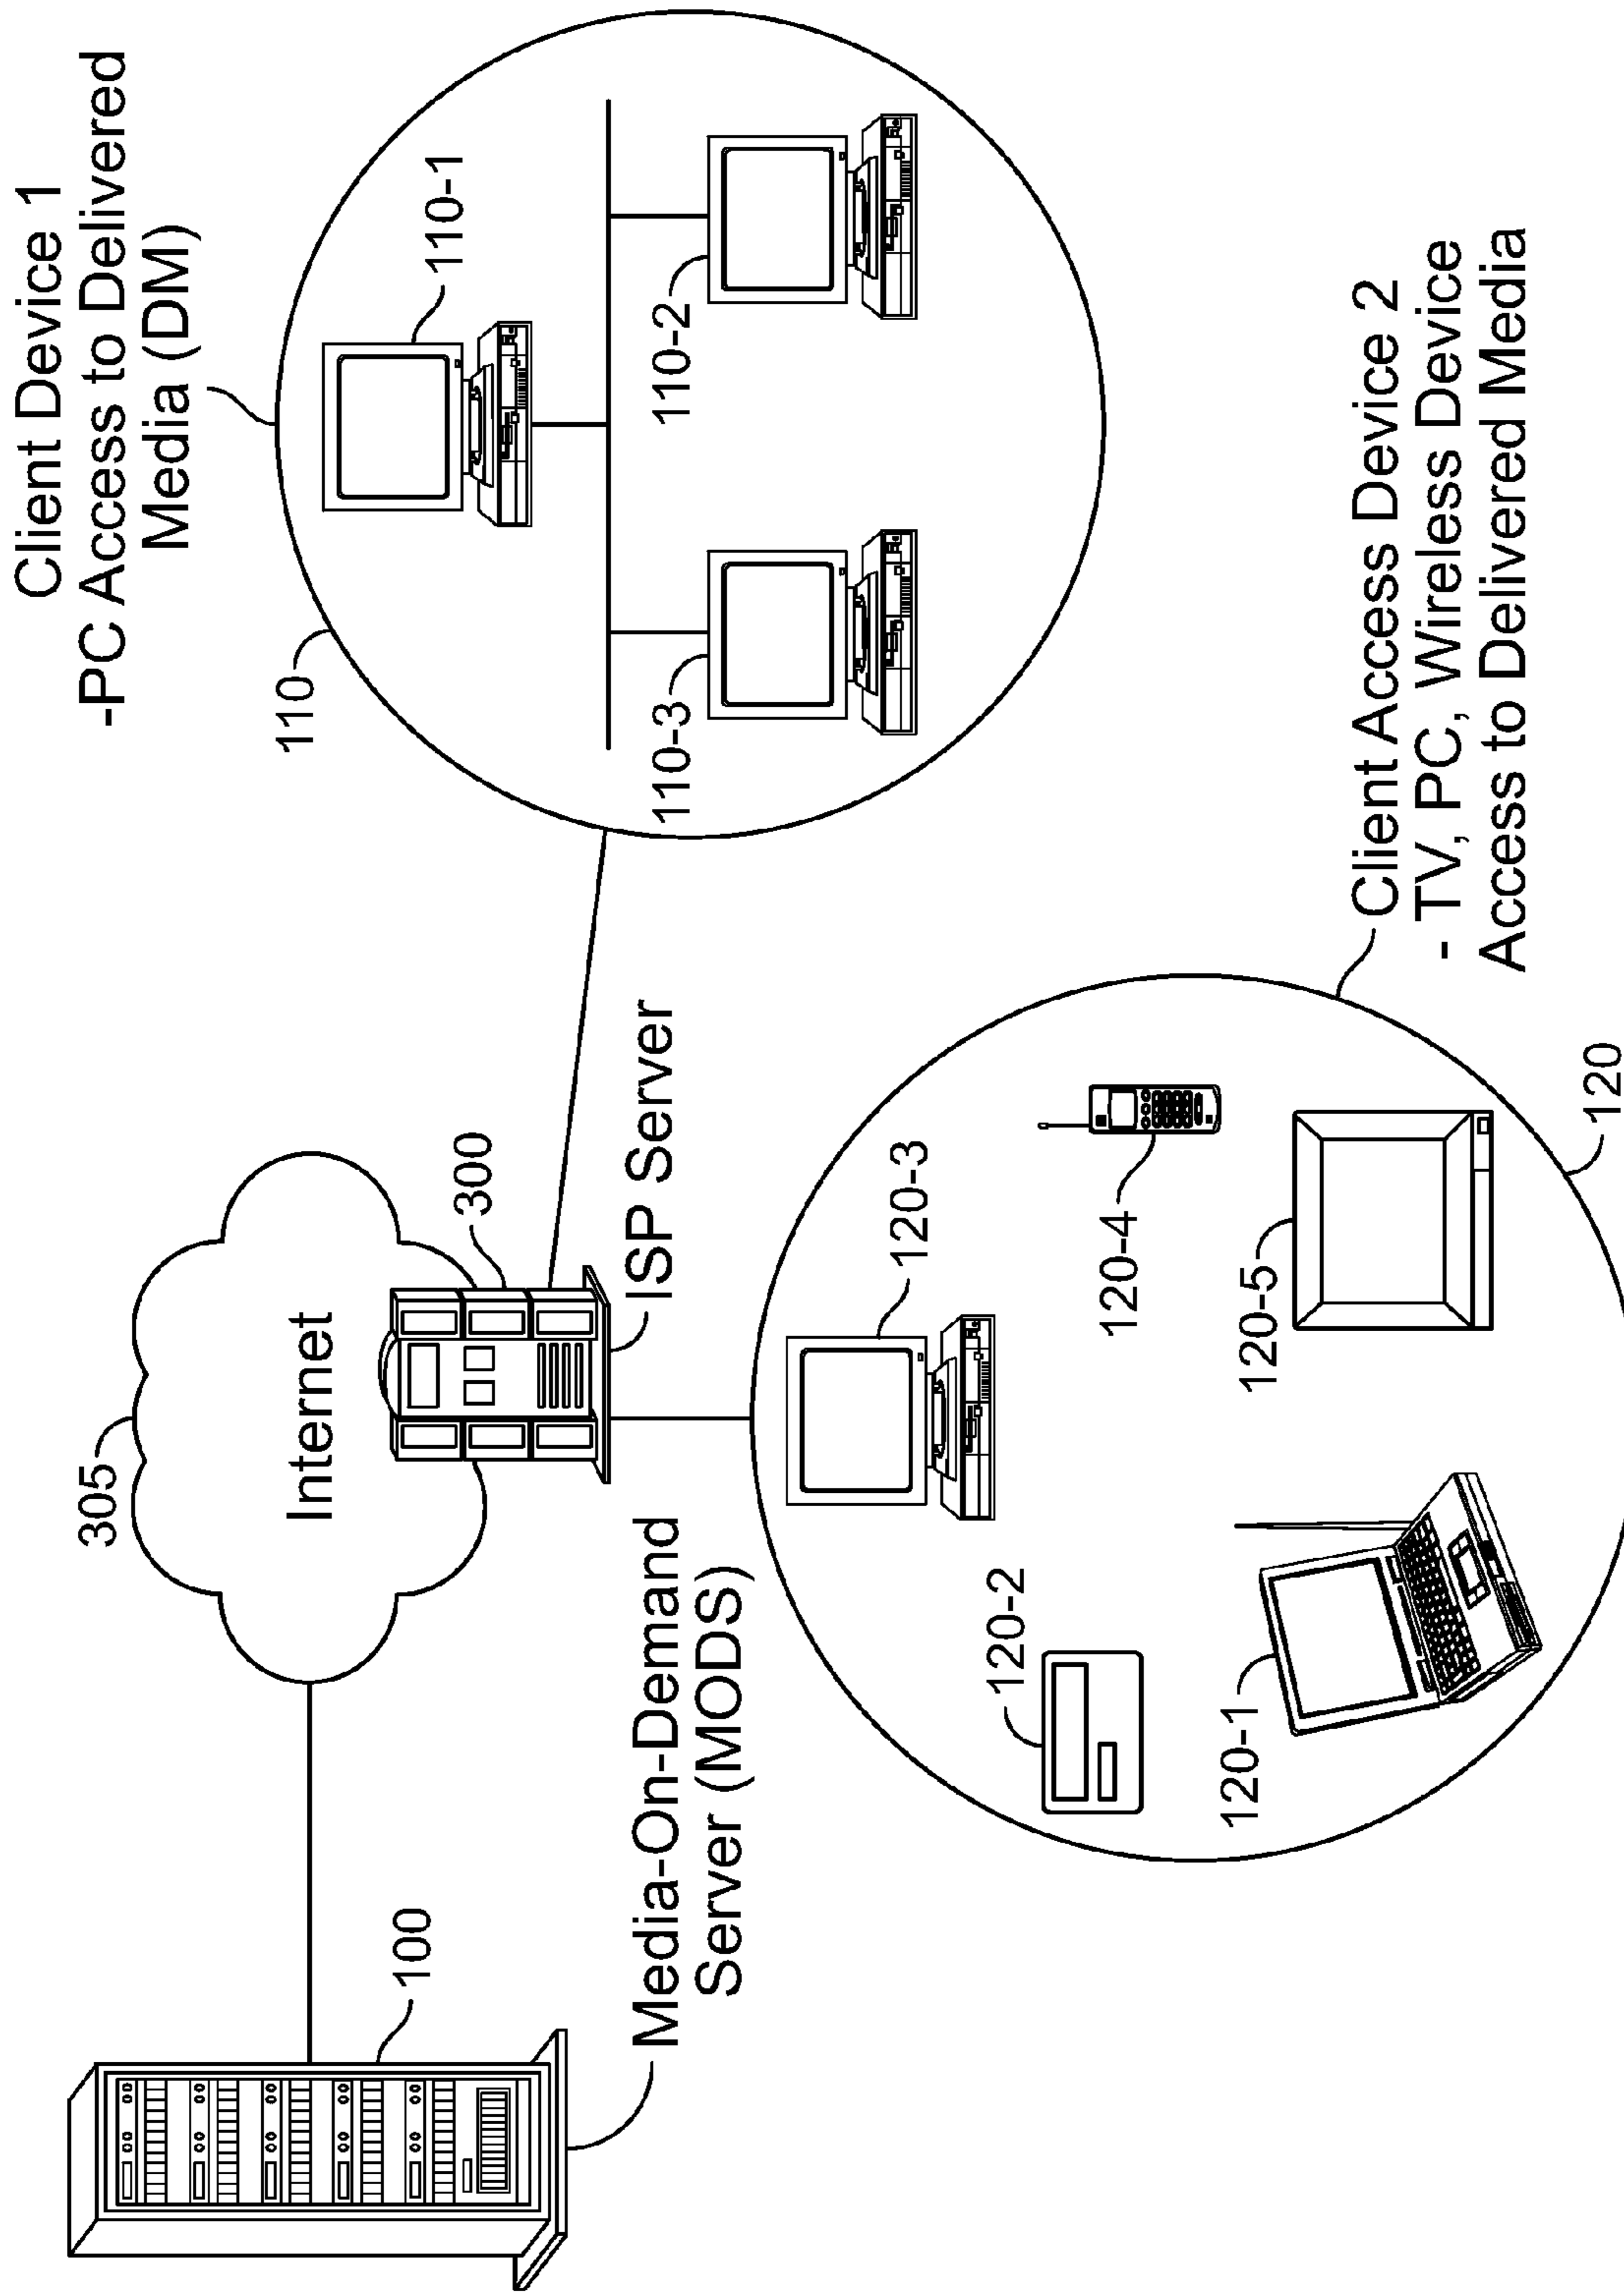 Client Device 1
-PC Access to Delivered
Media (DM)
110
110-1
110-2
110-3
305
Internet
300
ISP Server
100
Media-On-Demand
Server (MODS)
120-3
120-2
120-4
120-1
120-5
Client Access Device 2
- TV, PC, Wireless Device
Access to Delivered Media
120